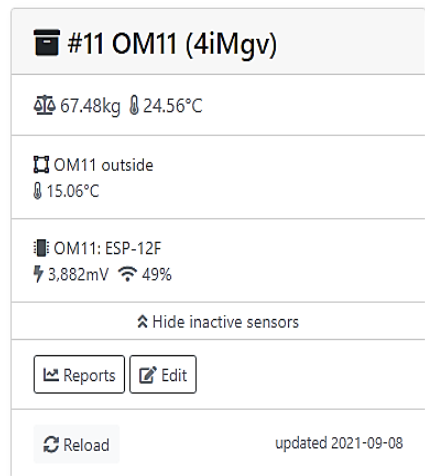 #11 OM11 (4iMgv)
67.48kg 24.56°C
OM11 outside
15.06°C
OM11: ESP-12F
3,882mV 49%
Hide inactive sensors
Reports Edit
Reload updated 2021-09-08